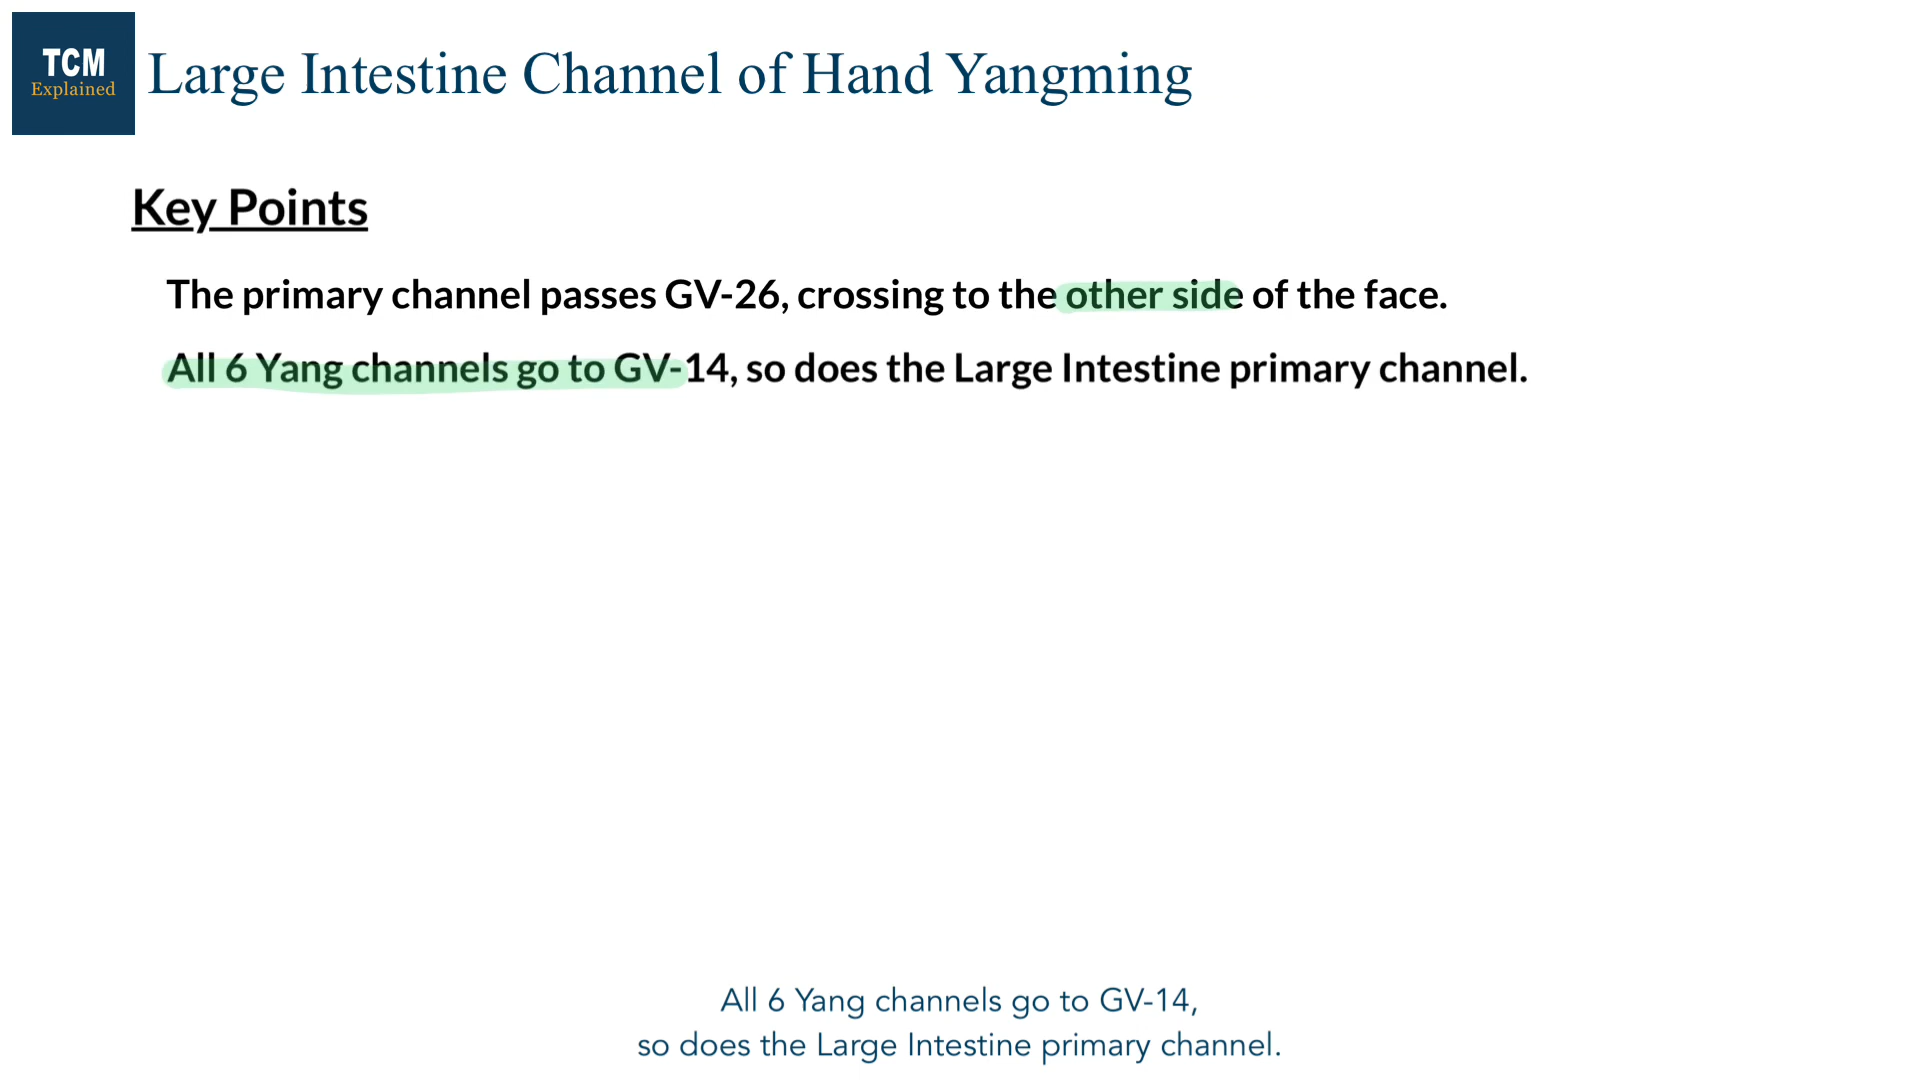 TCM
Explained
Large Intestine Channel of Hand Yangming
Key Points
The primary channel passes GV-26, crossing to the other side of the face.
All 6 Yang channels go to GV-14, so does the Large Intestine primary channel.
All 6 Yang channels go to GV-14,
so does the Large Intestine primary channel.